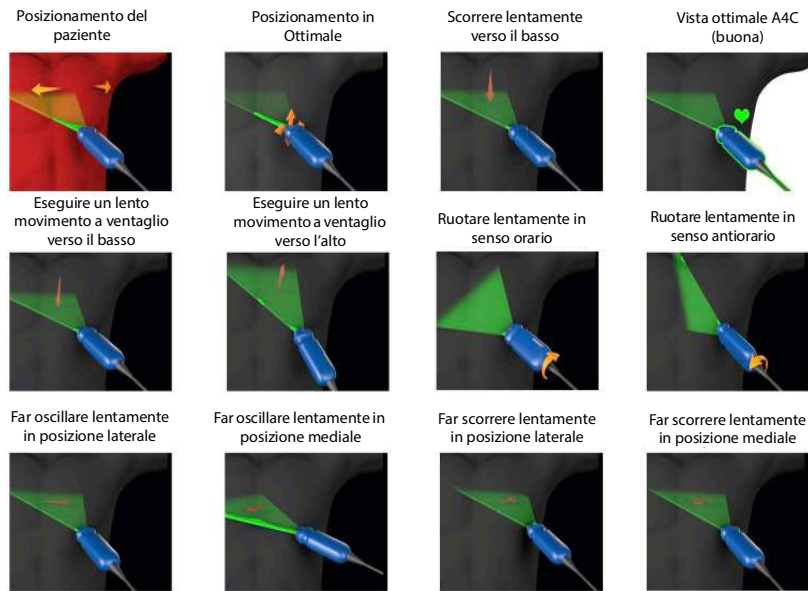 Posizionamento del
paziente
Posizionamento in
Ottimale
Scorrere lentamente
verso il basso
Vista ottimale A4C
(buona)
Eseguire un lento
movimento a ventaglio
verso il basso
Eseguire un lento
movimento a ventaglio
verso l'alto
Ruotare lentamente in
senso orario
Ruotare lentamente in
senso antiorario
Far oscillare lentamente
in posizione laterale
Far oscillare lentamente in
posizione mediale
Far scorrere lentamente
in posizione laterale
Far scorrere lentamente
in posizione mediale